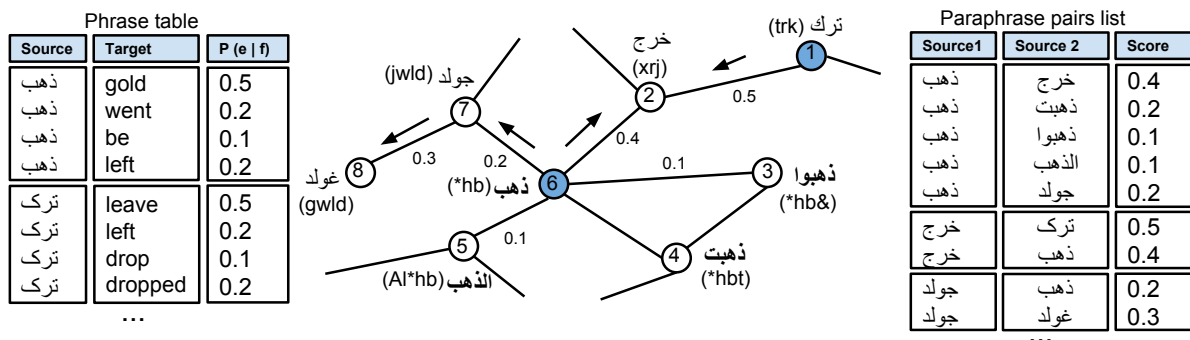 Phrase table
Source Target P (e | f)
ذهب gold 0.5
ذهب went 0.2
ذهب be 0.1
ذهب left 0.2
ترک leave 0.5
ترک left 0.2
ترک drop 0.1
ترک dropped 0.2
...
ترك
(trk)
1
خرج
(xrj)
2
0.5
جولد (jwld)
7
0.4
8
0.3
0.2
غولد
(gwld)
ذهب (*hb)
6
0.1
3
ذهبوا
(*hb&)
5
0.1
الذهب (Al*hb)
4
ذهبت
(*hbt)
Paraphrase pairs list
Source1 Source 2 Score
ذهب خرج 0.4
ذهب ذهبت 0.2
ذهب ذهبوا 0.1
ذهب الذهب 0.1
ذهب جولد 0.2
خرج ترک 0.5
خرج ذهب 0.4
جولد ذهب 0.2
جولد غولد 0.3
...